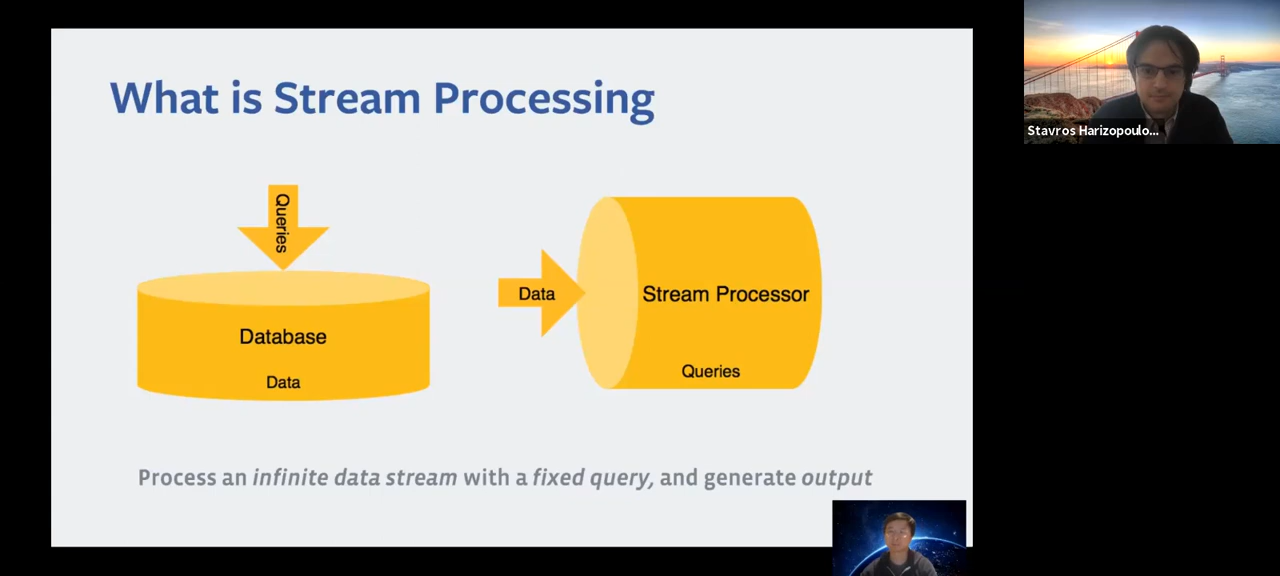 What is Stream Processing
Queries
Database
Data
Data
Stream Processor
Queries
Process an infinite data stream with a fixed query, and generate output
Stavros Harizopoulo...